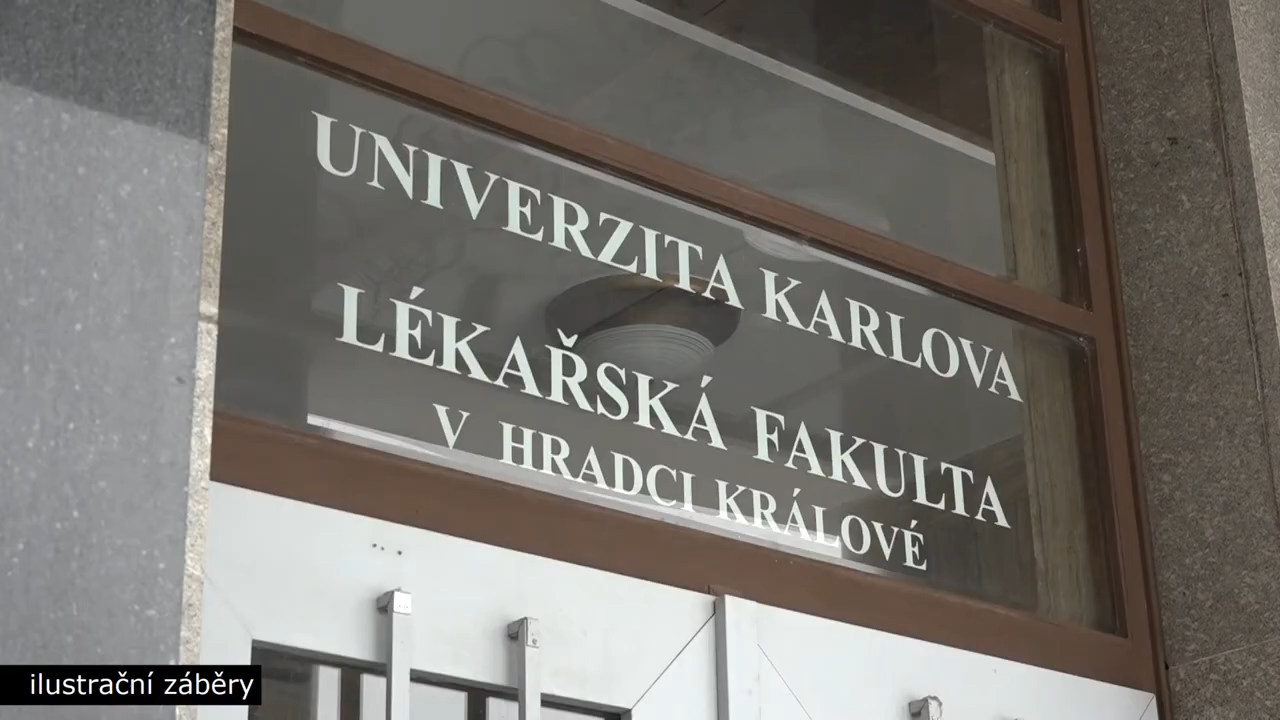 UNIVERZITA KARLOVA
LÉKAŘSKÁ FAKULTA
V HRADCI KRÁLOVÉ
ilustrační záběry